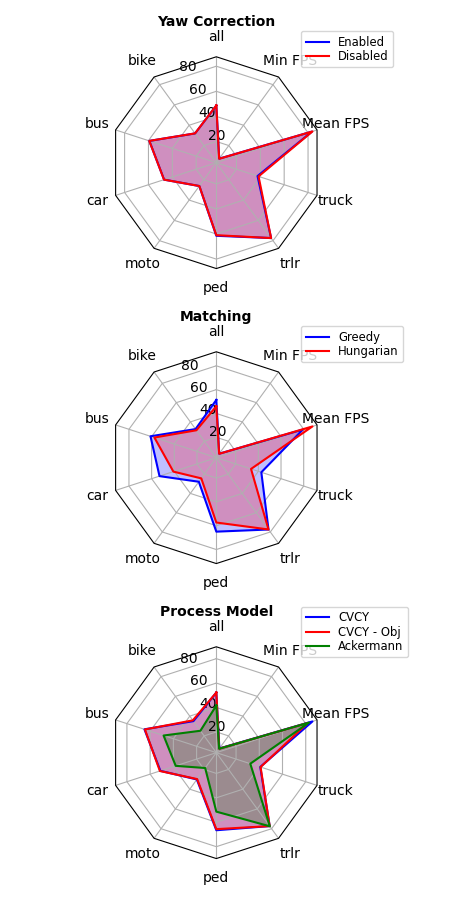 Yaw Correction
all
Enabled
Disabled
bike
Min FPS
80
60
40
20
bus
Mean FPS
car
truck
moto
trlr
ped
Matching
all
Greedy
Hungarian
bike
Min FPS
80
60
40
20
bus
Mean FPS
car
truck
moto
trlr
ped
Process Model
all
CVCY
CVCY - Obj
Ackermann
bike
Min FPS
80
60
40
20
bus
Mean FPS
car
truck
moto
trlr
ped